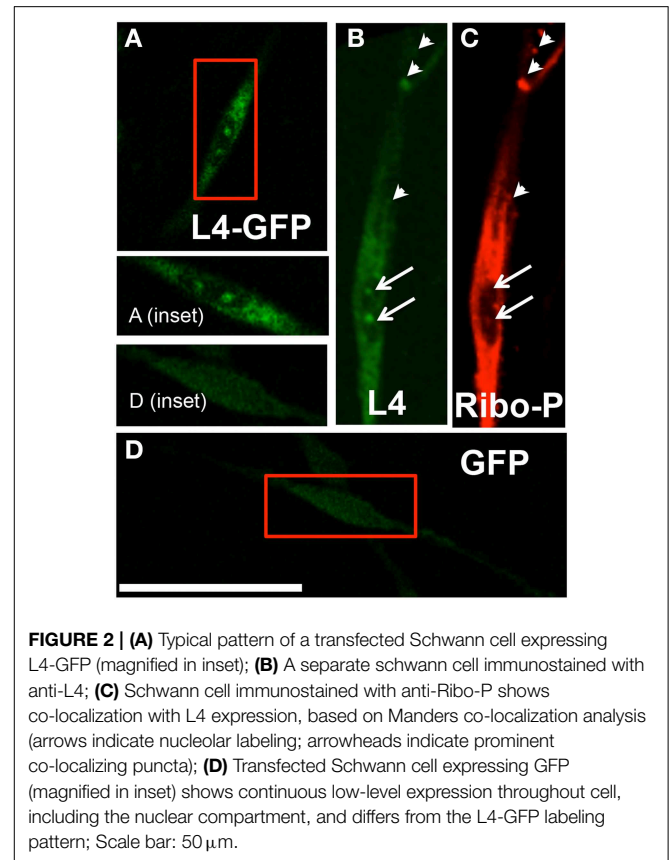 A
B
C
L4-GFP
A (inset)
D (inset)
L4
Ribo-P
D
GFP
FIGURE 2 | (A) Typical pattern of a transfected Schwann cell expressing
L4-GFP (magnified in inset); (B) A separate schwann cell immunostained with
anti-L4; (C) Schwann cell immunostained with anti-Ribo-P shows
co-localization with L4 expression, based on Manders co-localization analysis
(arrows indicate nucleolar labeling; arrowheads indicate prominent
co-localizing puncta); (D) Transfected Schwann cell expressing GFP
(magnified in inset) shows continuous low-level expression throughout cell,
including the nuclear compartment, and differs from the L4-GFP labeling
pattern; Scale bar: 50 μm.